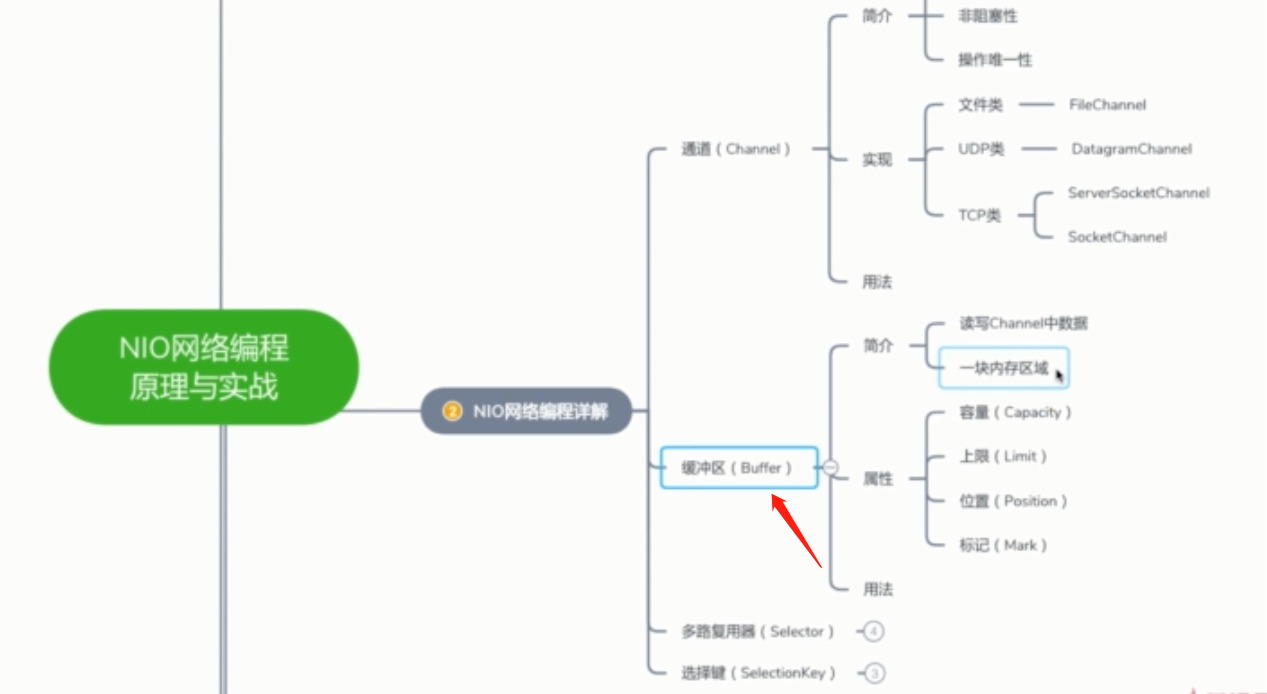 NIO网络编程
原理与实战
2 NIO网络编程详解
通道（Channel）
简介
非阻塞性
操作唯一性
实现
文件类
FileChannel
UDP类
DatagramChannel
TCP类
ServerSocketChannel
SocketChannel
用法
缓冲区（Buffer）
简介
读写Channel中数据
一块内存区域
属性
容量（Capacity）
上限（Limit）
位置（Position）
标记（Mark）
用法
多路复用器（Selector）
4
选择键（SelectionKey）
3